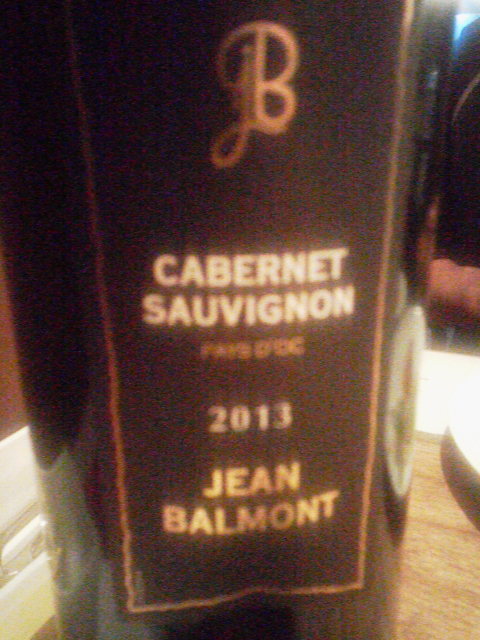 JB
CABERNET
SAUVIGNON
PAYS D'OC
2013
JEAN
BALMONT